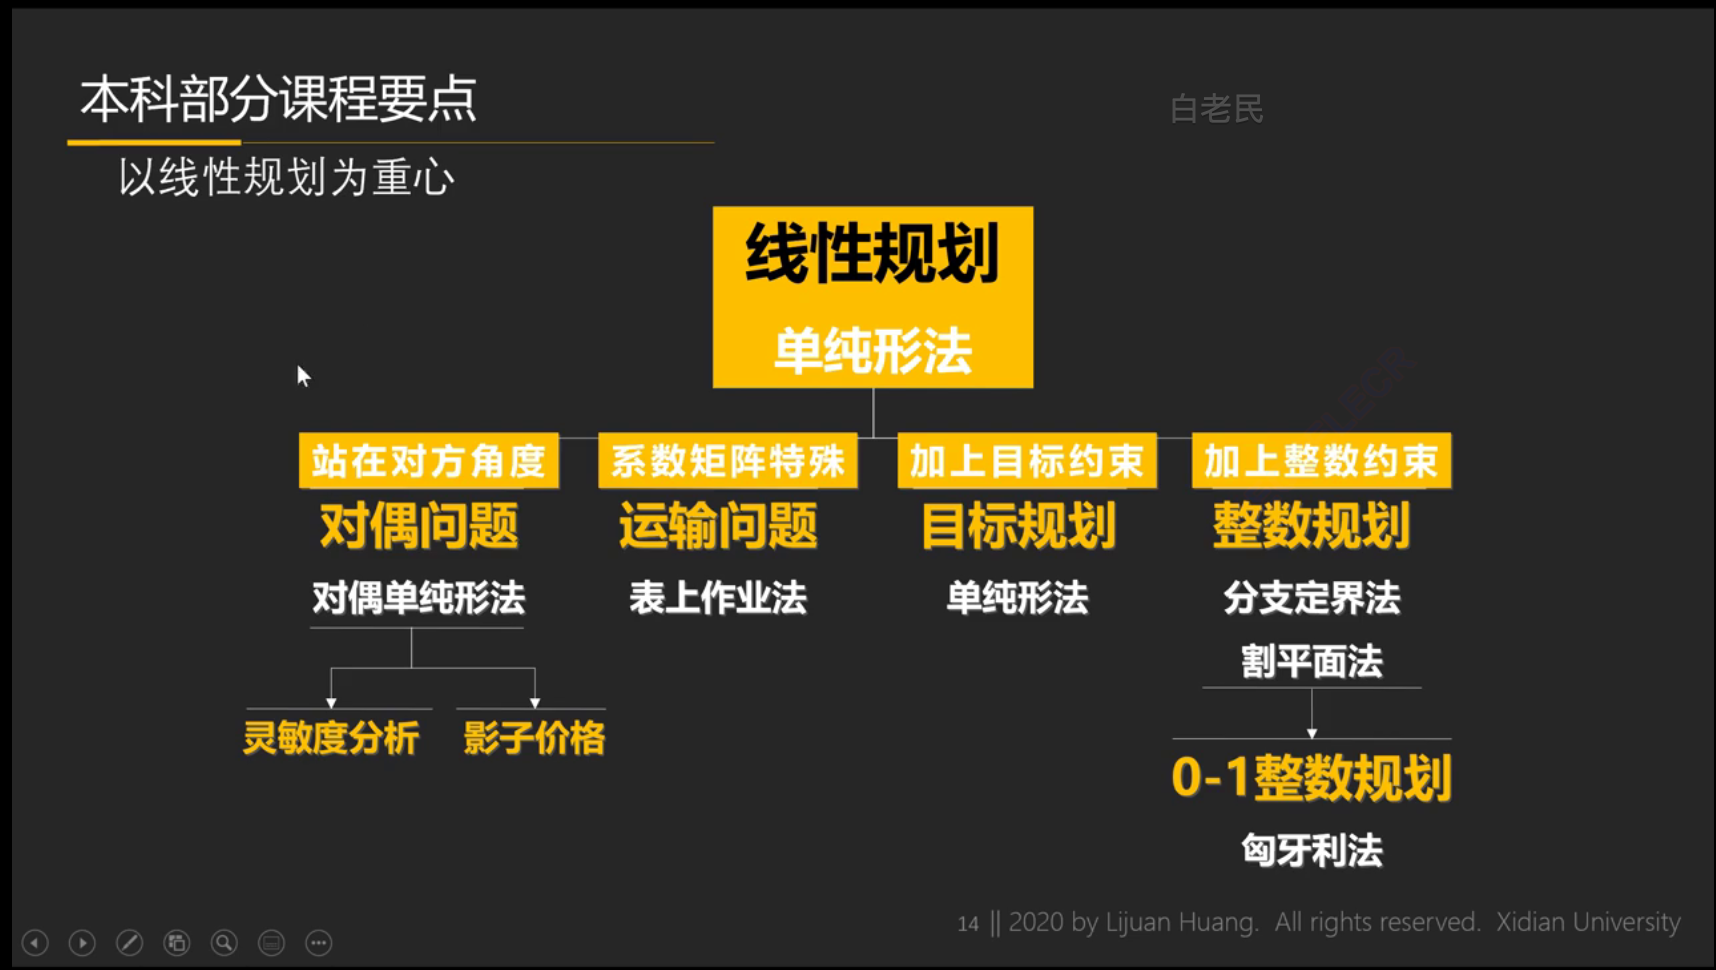 本科部分课程要点
白老民
以线性规划为重心
线性规划
单纯形法
站在对方角度
系数矩阵特殊
加上目标约束
加上整数约束
对偶问题
运输问题
目标规划
整数规划
对偶单纯形法
表上作业法
单纯形法
分支定界法
割平面法
灵敏度分析
影子价格
0-1整数规划
匈牙利法
14 || 2020 by Lijuan Huang. All rights reserved. Xidian University